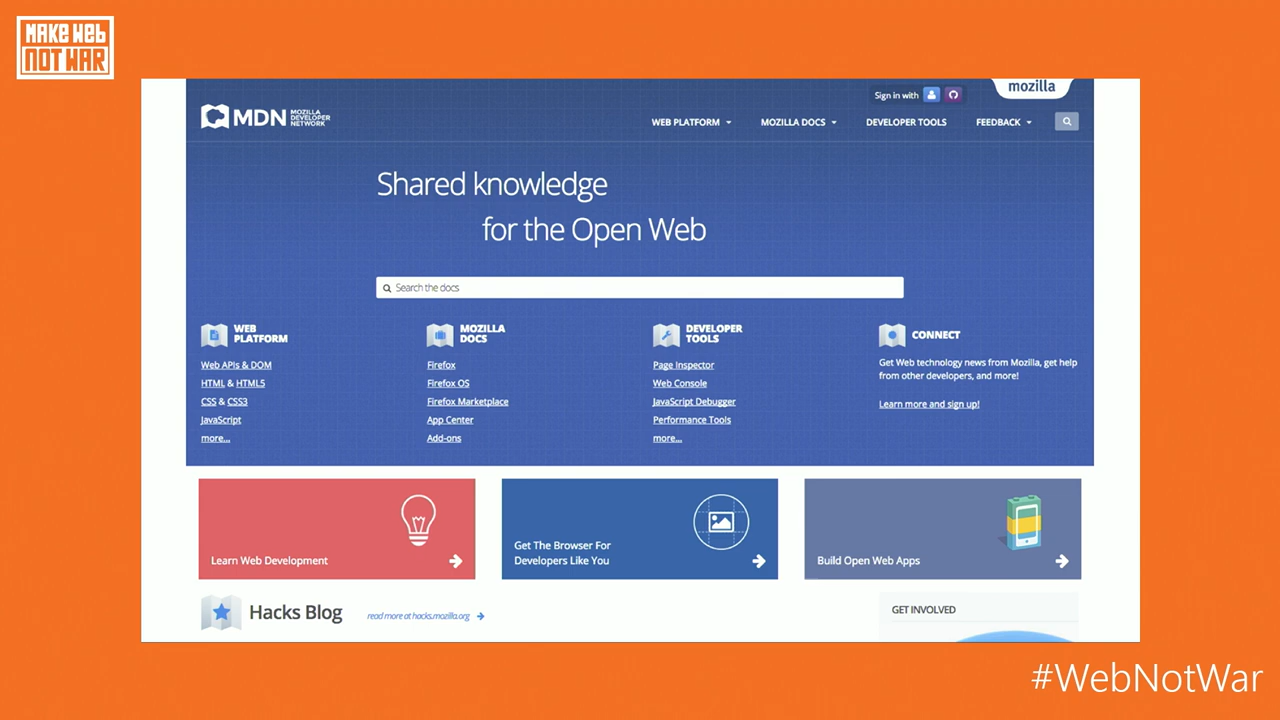 MAKE WEB
NOT WAR
mozilla
Sign in with
MDN MOZILLA DEVELOPER NETWORK
WEB PLATFORM
MOZILLA DOCS
DEVELOPER TOOLS
FEEDBACK
Shared knowledge
for the Open Web
Search the docs
WEB
PLATFORM
Web APIs & DOM
HTML & HTML5
CSS & CSS3
JavaScript
more...
MOZILLA
DOCS
Firefox
Firefox OS
Firefox Marketplace
App Center
Add-ons
DEVELOPER
TOOLS
Page Inspector
Web Console
JavaScript Debugger
Performance Tools
more...
CONNECT
Get Web technology news from Mozilla, get help
from other developers, and more!
Learn more and sign up!
Learn Web Development
Get The Browser For
Developers Like You
Build Open Web Apps
Hacks Blog
read more at hacks.mozilla.org
GET INVOLVED
#WebNotWar